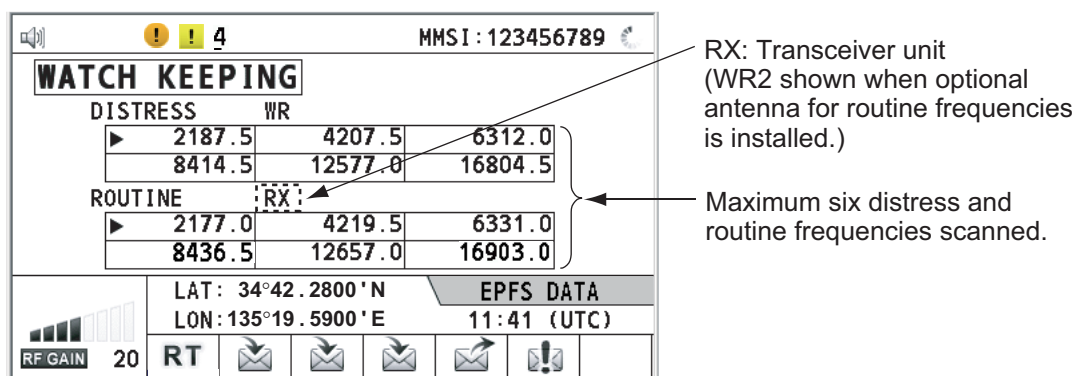 ! ! 4 MMSI:123456789
WATCH KEEPING
DISTRESS WR
2187.5 4207.5 6312.0
8414.5 12577.0 16804.5
ROUTINE RX
2177.0 4219.5 6331.0
8436.5 12657.0 16903.0
LAT: 34°42.2800'N EPFS DATA
LON:135°19.5900'E 11:41 (UTC)
RF GAIN 20 RT !
RX: Transceiver unit
(WR2 shown when optional
antenna for routine frequencies
is installed.)
Maximum six distress and
routine frequencies scanned.